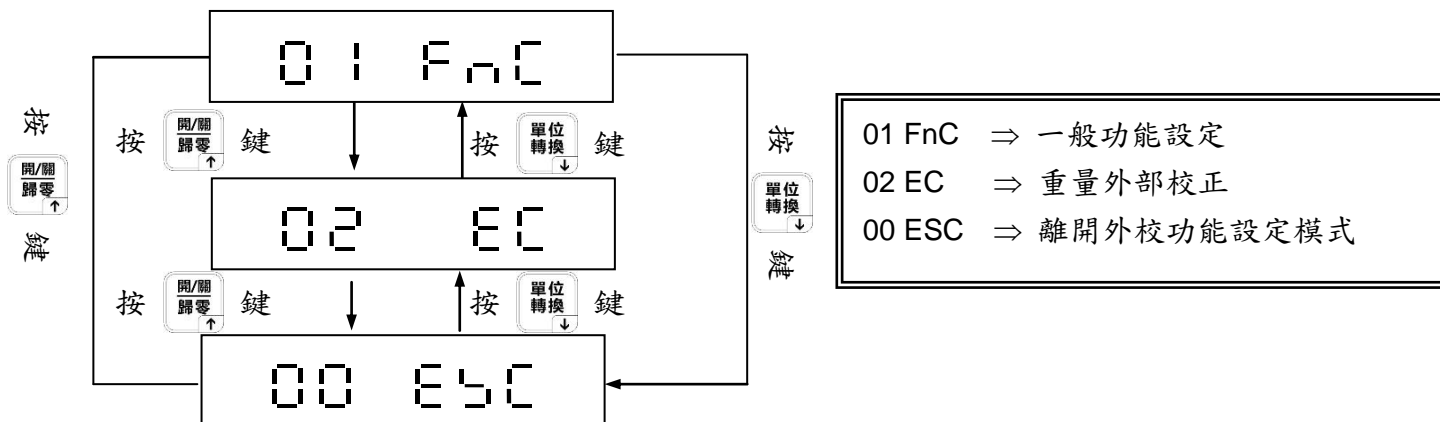 01 FnC
按 開/關 歸零 ↑ 鍵
按 開/關 歸零 ↑ 鍵
按 單位 轉換 ↓ 鍵
按 單位 轉換 ↓ 鍵
02 EC
按 開/關 歸零 ↑ 鍵
按 單位 轉換 ↓ 鍵
00 ESC
01 FnC ⇒ 一般功能設定
02 EC ⇒ 重量外部校正
00 ESC ⇒ 離開外校功能設定模式